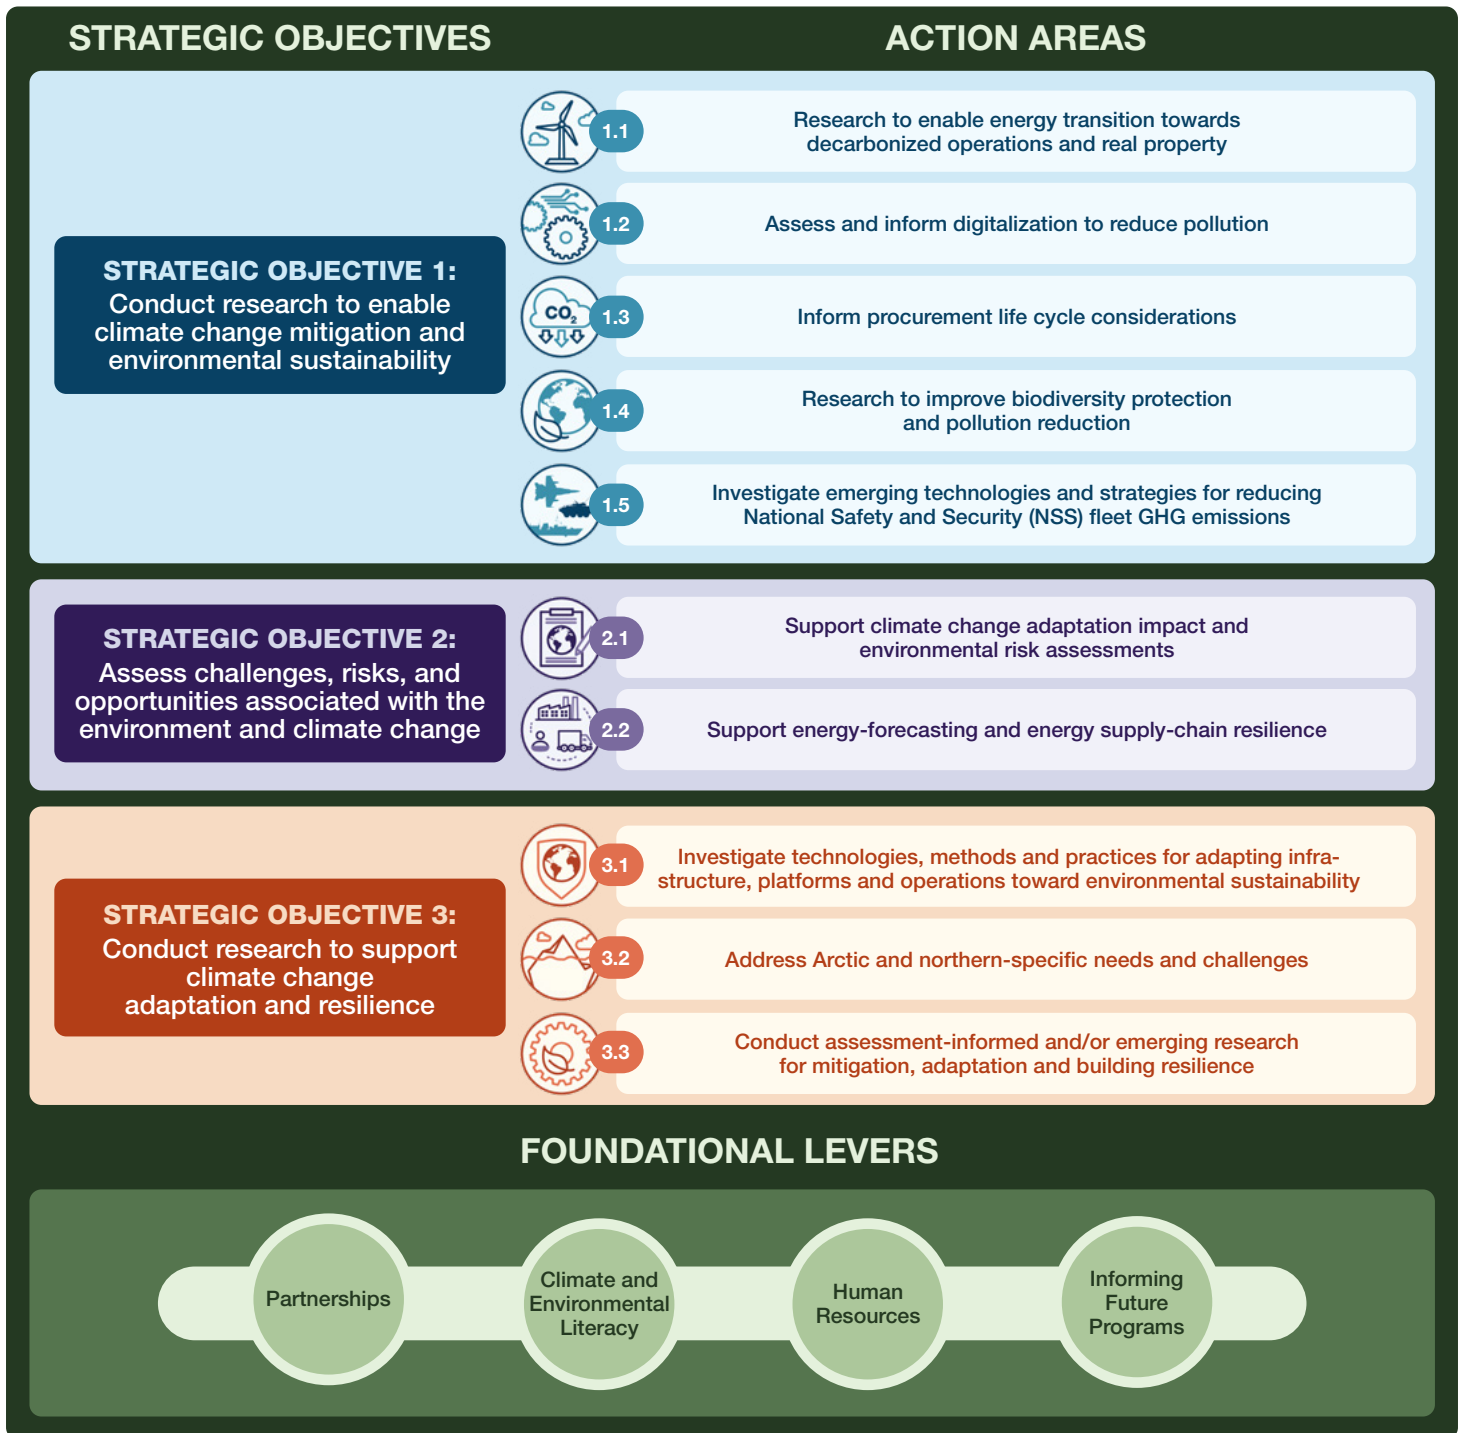 STRATEGIC OBJECTIVES
ACTION AREAS
STRATEGIC OBJECTIVE 1:
Conduct research to enable
climate change mitigation and
environmental sustainability
1.1
Research to enable energy transition towards
decarbonized operations and real property
1.2
Assess and inform digitalization to reduce pollution
CO₂
1.3
Inform procurement life cycle considerations
1.4
Research to improve biodiversity protection
and pollution reduction
1.5
Investigate emerging technologies and strategies for reducing
National Safety and Security (NSS) fleet GHG emissions
STRATEGIC OBJECTIVE 2:
Assess challenges, risks, and
opportunities associated with the
environment and climate change
2.1
Support climate change adaptation impact and
environmental risk assessments
2.2
Support energy-forecasting and energy supply-chain resilience
STRATEGIC OBJECTIVE 3:
Conduct research to support
climate change
adaptation and resilience
3.1
Investigate technologies, methods and practices for adapting infra-
structure, platforms and operations toward environmental sustainability
3.2
Address Arctic and northern-specific needs and challenges
3.3
Conduct assessment-informed and/or emerging research
for mitigation, adaptation and building resilience
FOUNDATIONAL LEVERS
Partnerships
Climate and
Environmental
Literacy
Human
Resources
Informing
Future
Programs